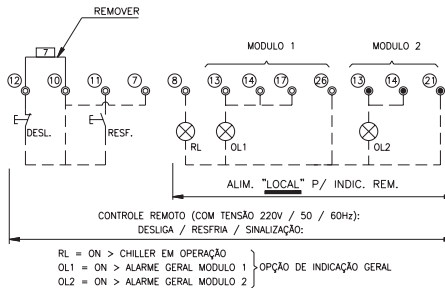 REMOVER
7
MODULO 1
MODULO 2
12
10
11
7
8
13
14
17
26
13
14
21
DESL.
RESF.
RL
OL1
OL2
ALIM. "LOCAL" P/ INDIC. REM.
CONTROLE REMOTO (COM TENSÃO 220V / 50 / 60Hz):
DESLIGA / RESFRIA / SINALIZAÇÃO:
RL = ON > CHILLER EM OPERAÇÃO
OL1 = ON > ALARME GERAL MODULO 1
OPÇÃO DE INDICAÇÃO GERAL
OL2 = ON > ALARME GERAL MODULO 2